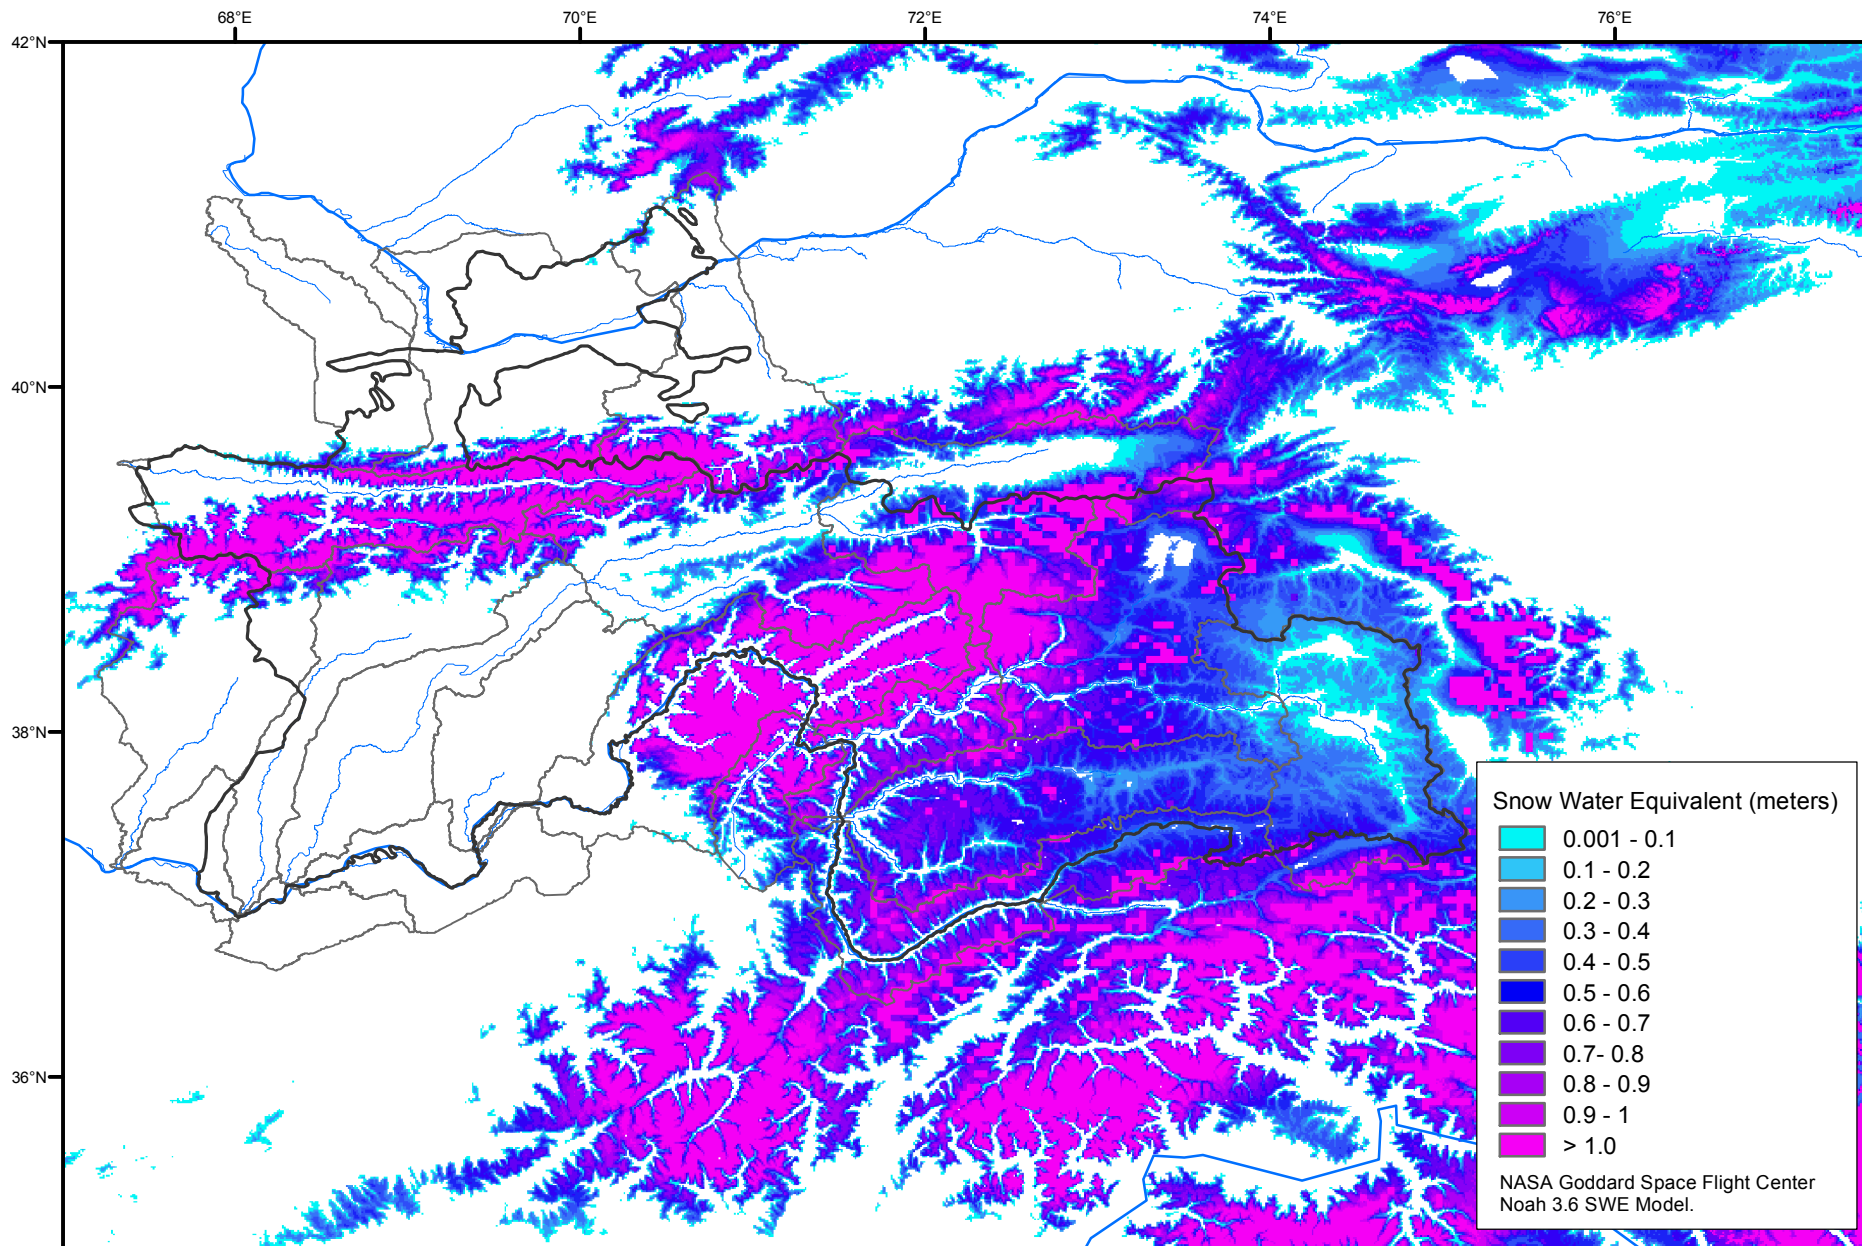 68°E 70°E 72°E 74°E 76°E
42°N
40°N
38°N
36°N
Snow Water Equivalent (meters)
0.001 - 0.1
0.1 - 0.2
0.2 - 0.3
0.3 - 0.4
0.4 - 0.5
0.5 - 0.6
0.6 - 0.7
0.7- 0.8
0.8 - 0.9
0.9 - 1
> 1.0
NASA Goddard Space Flight Center
Noah 3.6 SWE Model.